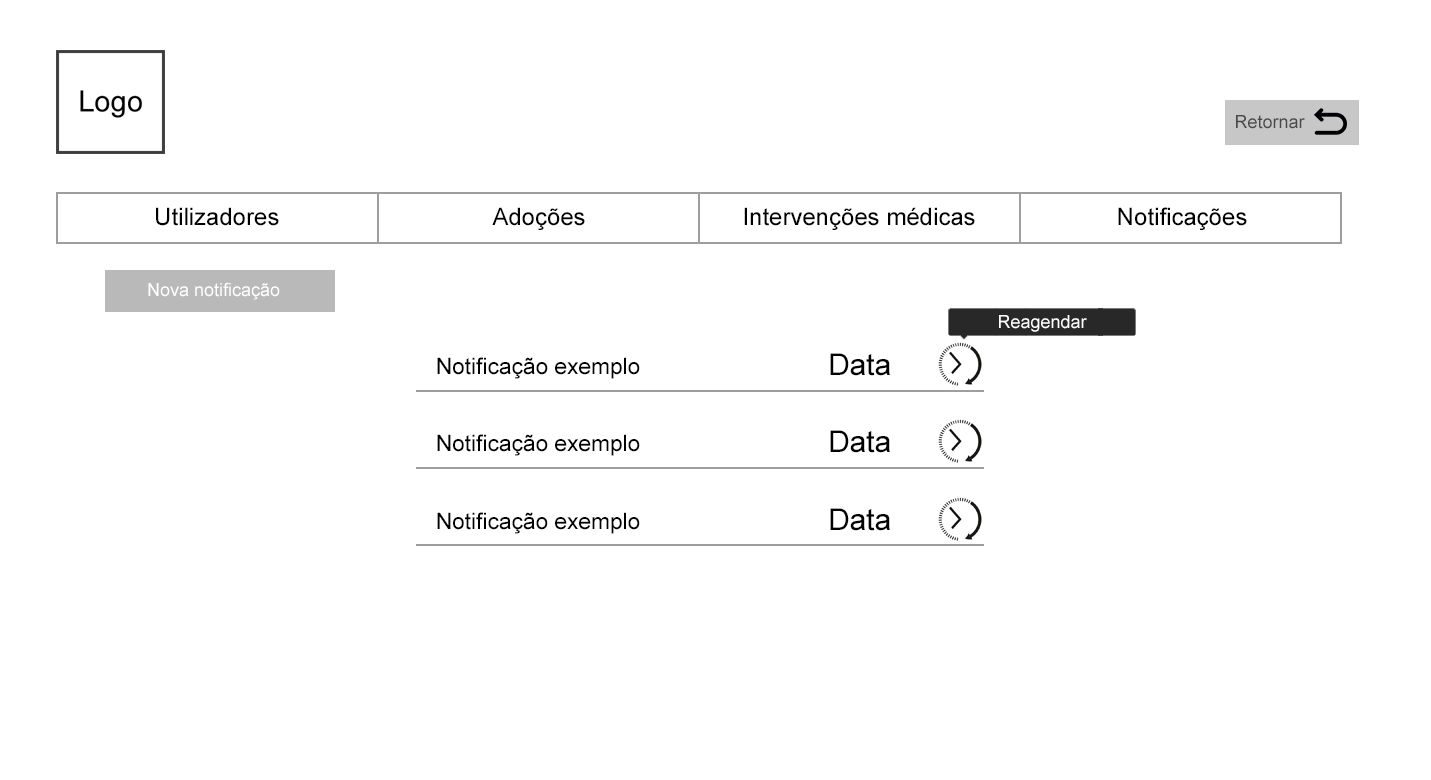 Logo
Retornar
Utilizadores
Adoções
Intervenções médicas
Notificações
Nova notificação
Reagendar
Notificação exemplo
Data
Notificação exemplo
Data
Notificação exemplo
Data